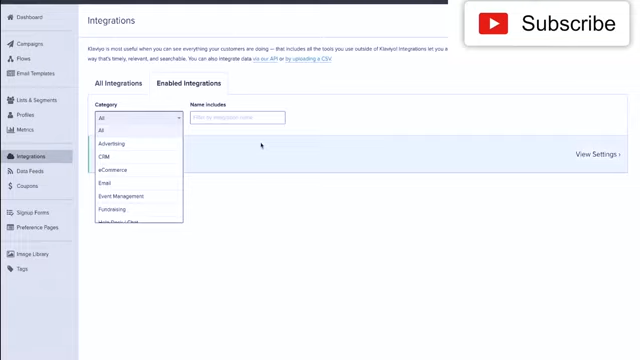 Subscribe
Dashboard
Campaigns
Flows
Email Templates
Lists & Segments
Profiles
Metrics
Integrations
Data Feeds
Coupons
Signup Forms
Preference Pages
Image Library
Tags
Integrations
Klaviyo is most useful when you can see everything your customers are doing — that includes all the tools you use outside of Klaviyo! Integrations let you
way that's timely, relevant, and searchable. You can also integrate data via our API or by uploading a CSV.
All Integrations Enabled Integrations
Category Name includes
All Filter by integration name
All
Advertising
CRM
eCommerce
Email
Event Management
Fundraising
View Settings ›